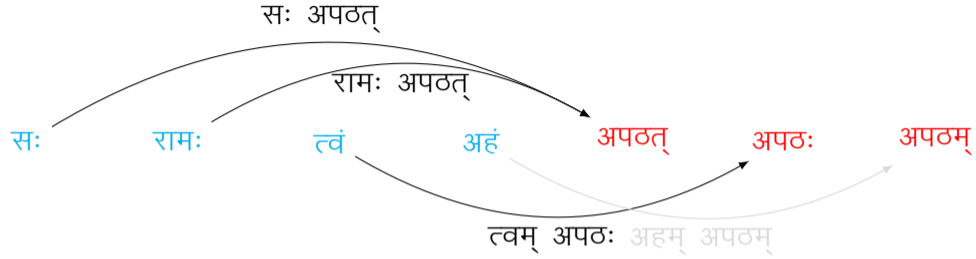 सः अपठत्
रामः अपठत्
सः रामः त्वं अहं अपठत् अपठः अपठम्
त्वम् अपठः अहम् अपठम्